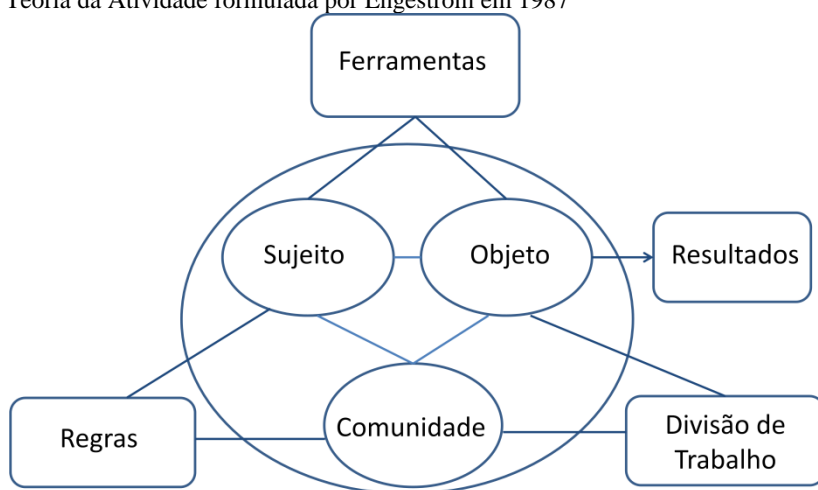 Teoria da Atividade formulada por Engeström em 1987
Ferramentas
Sujeito
Objeto
Resultados
Regras
Comunidade
Divisão de
Trabalho